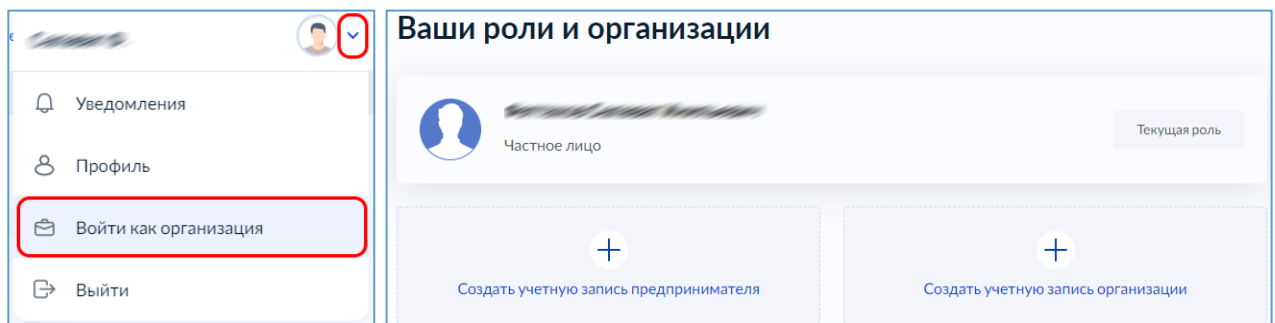 Уведомления
Профиль
Войти как организация
Выйти
Ваши роли и организации
Частное лицо
Текущая роль
Создать учетную запись предпринимателя
Создать учетную запись организации